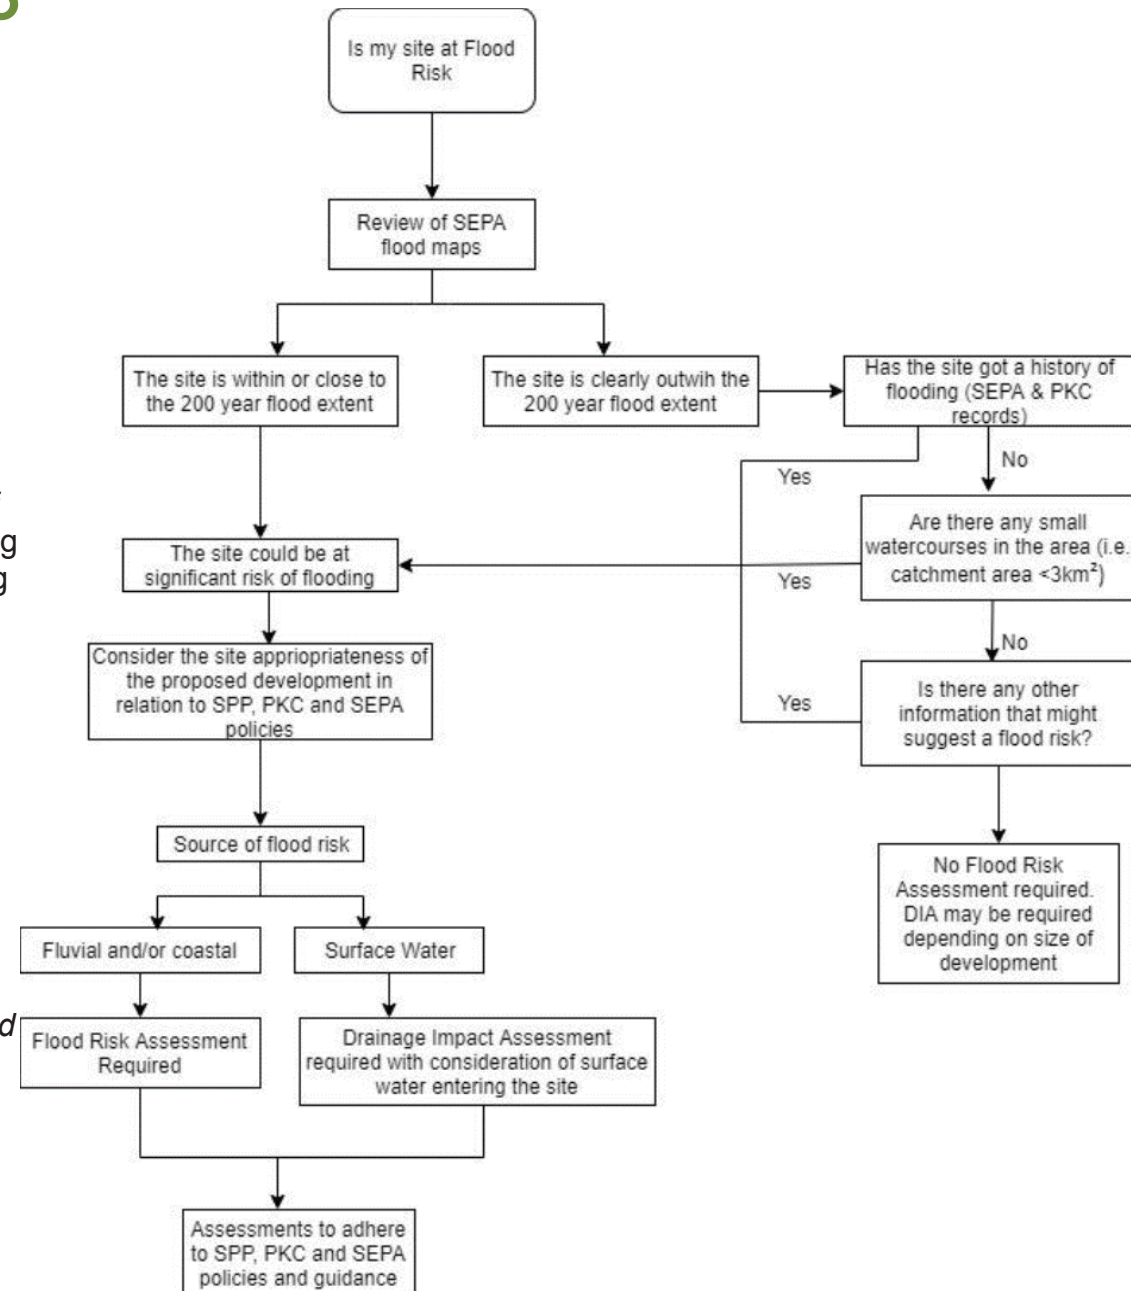 Is my site at Flood
Risk
Review of SEPA
flood maps
The site is within or close to
the 200 year flood extent
The site is clearly outwih the
200 year flood extent
Has the site got a history of
flooding (SEPA & PKC
records)
Yes
No
Are there any small
watercourses in the area (i.e.
catchment area <3km²)
The site could be at
significant risk of flooding
Yes
No
Consider the site appriopriateness of
the proposed development in
relation to SPP, PKC and SEPA
policies
Is there any other
information that might
suggest a flood risk?
Yes
Source of flood risk
No Flood Risk
Assessment required.
DIA may be required
depending on size of
development
Fluvial and/or coastal
Surface Water
Flood Risk Assessment
Required
Drainage Impact Assessment
required with consideration of surface
water entering the site
Assessments to adhere
to SPP, PKC and SEPA
policies and guidance
g
g
d